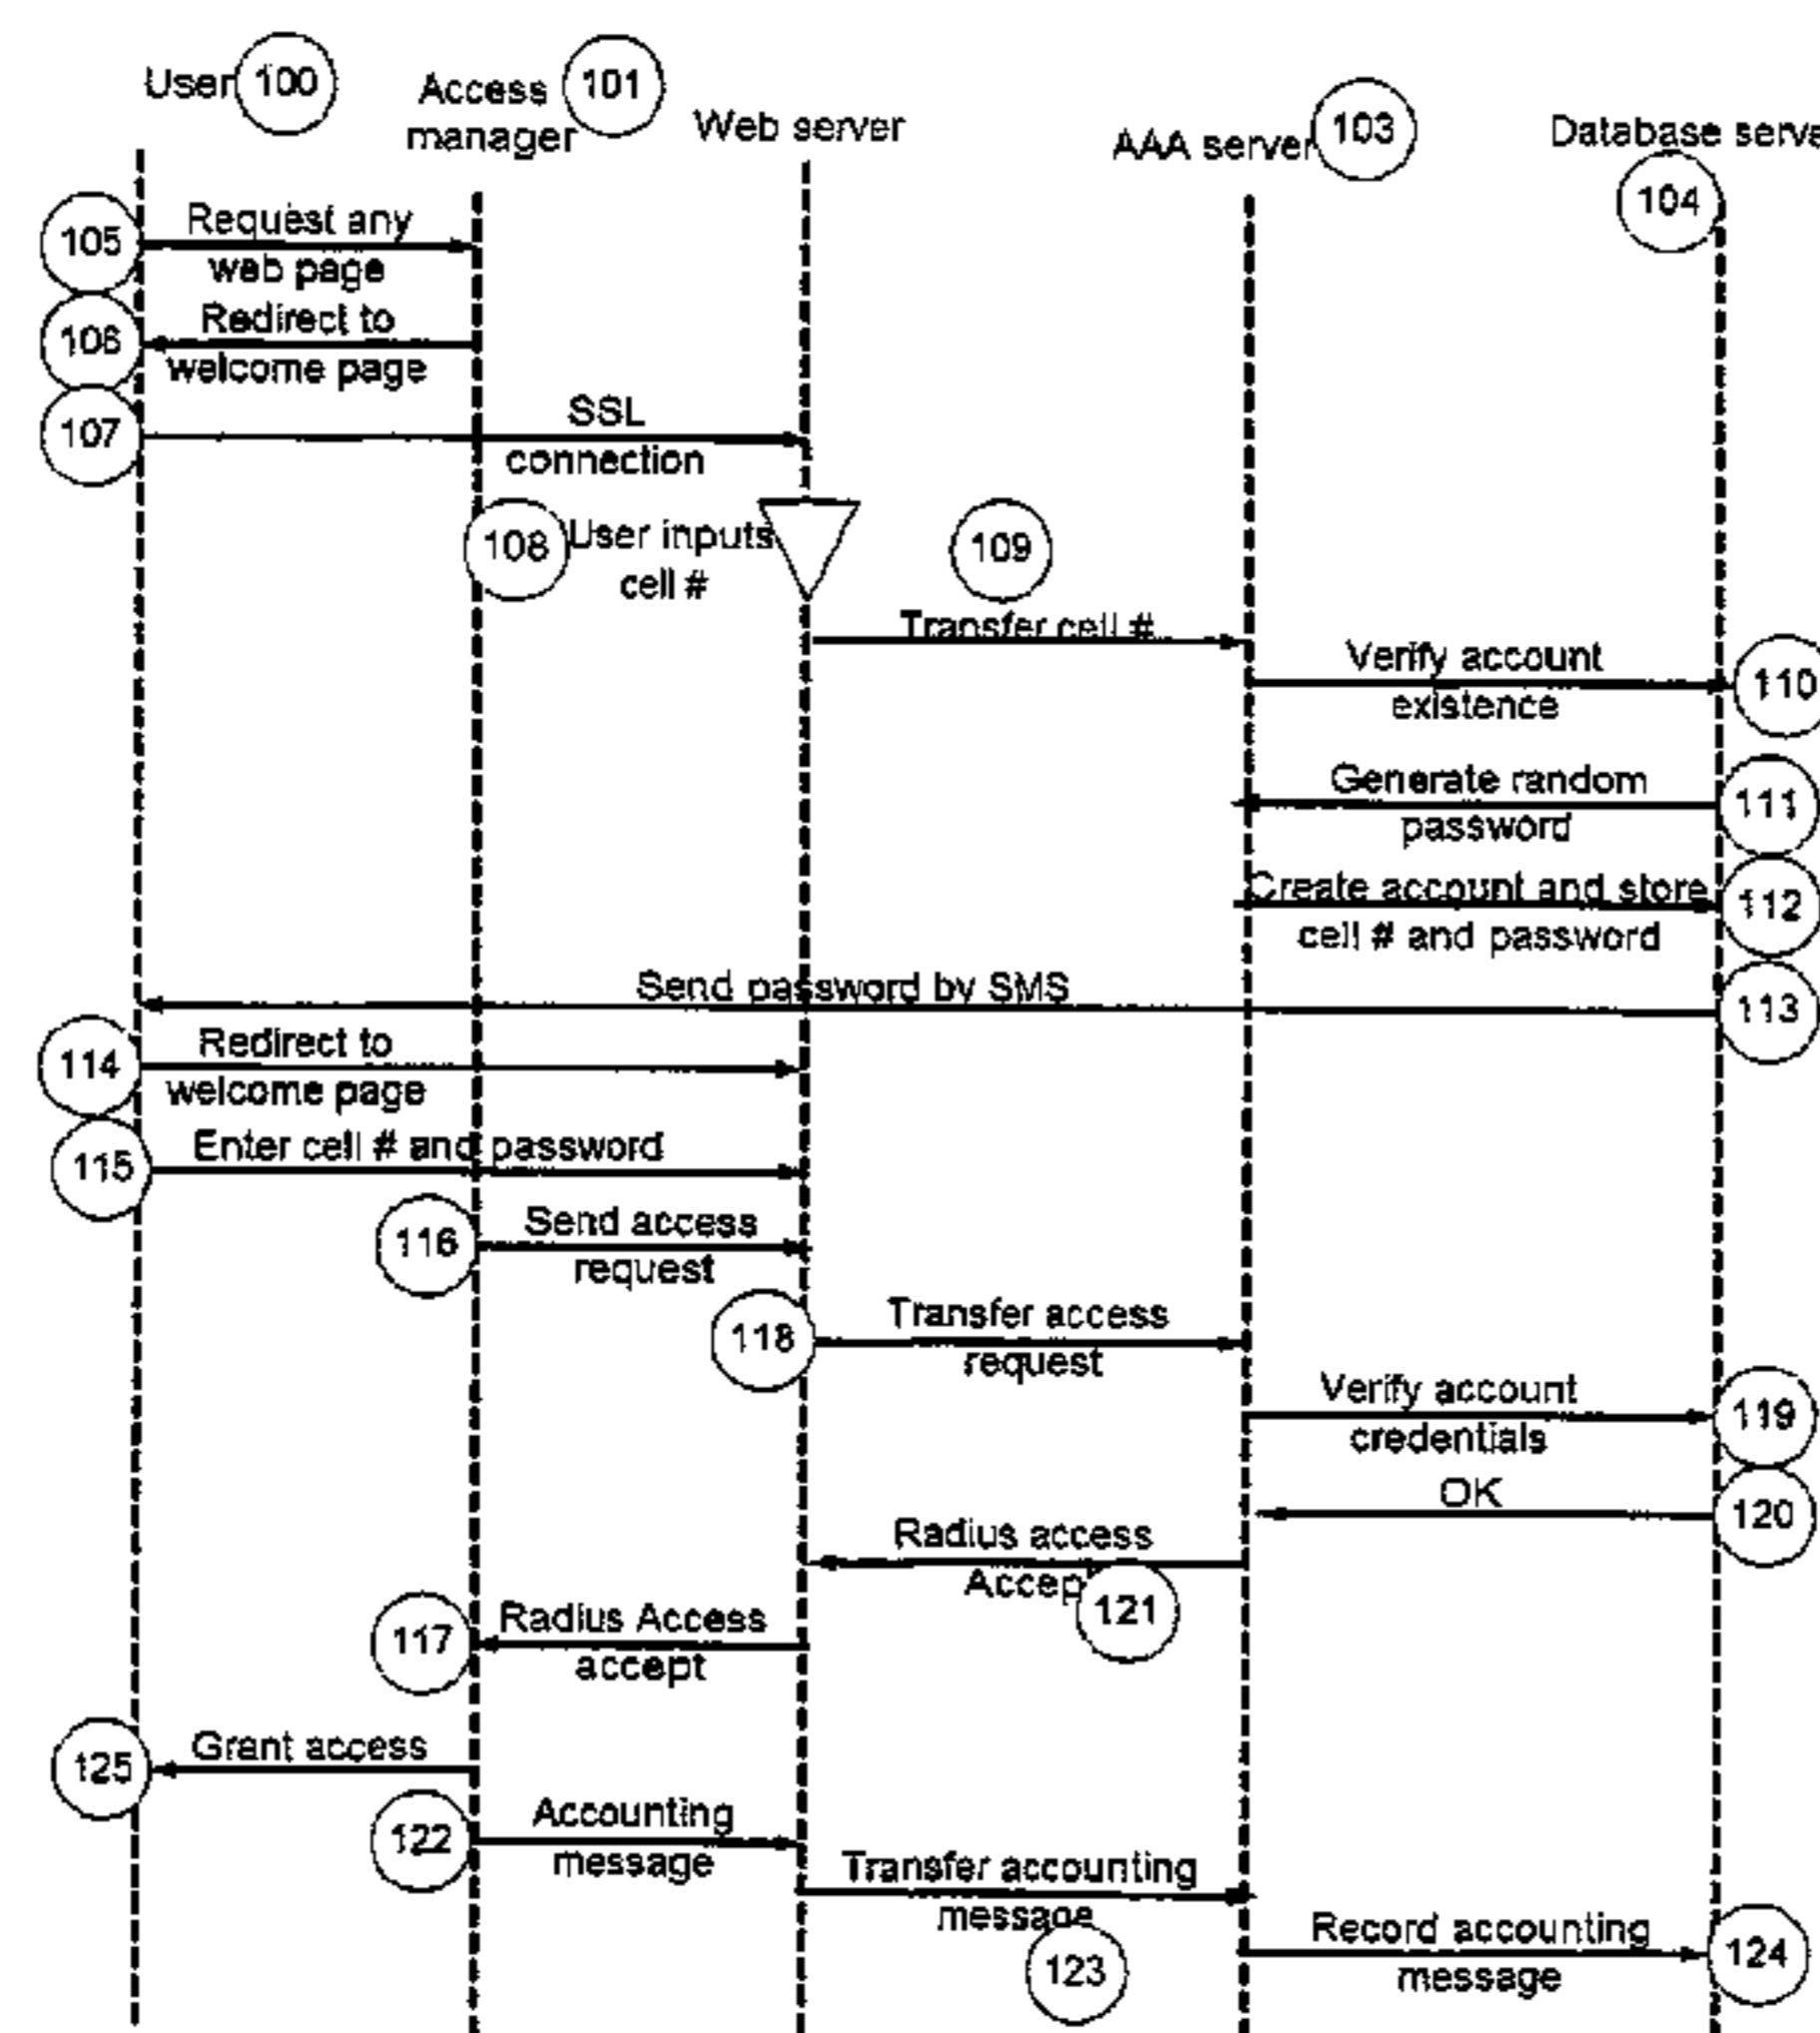 User 100
Access 101
manager
Web server
AAA server 103
Database serve
104
105 Request any
web page
106 Redirect to
welcome page
107 SSL
connection
108 User inputs
cell #
109
Transfer cell #
Verify account 110
existence
Generate random 111
password
Create account and store 112
cell # and password
Send password by SMS 113
114 Redirect to
welcome page
115 Enter cell # and password
116 Send access
request
118 Transfer access
request
Verify account 119
credentials
OK 120
Radius access
Accep 121
117 Radius Access
accept
125 Grant access
122 Accounting
message
Transfer accounting
message
123
Record accounting 124
message